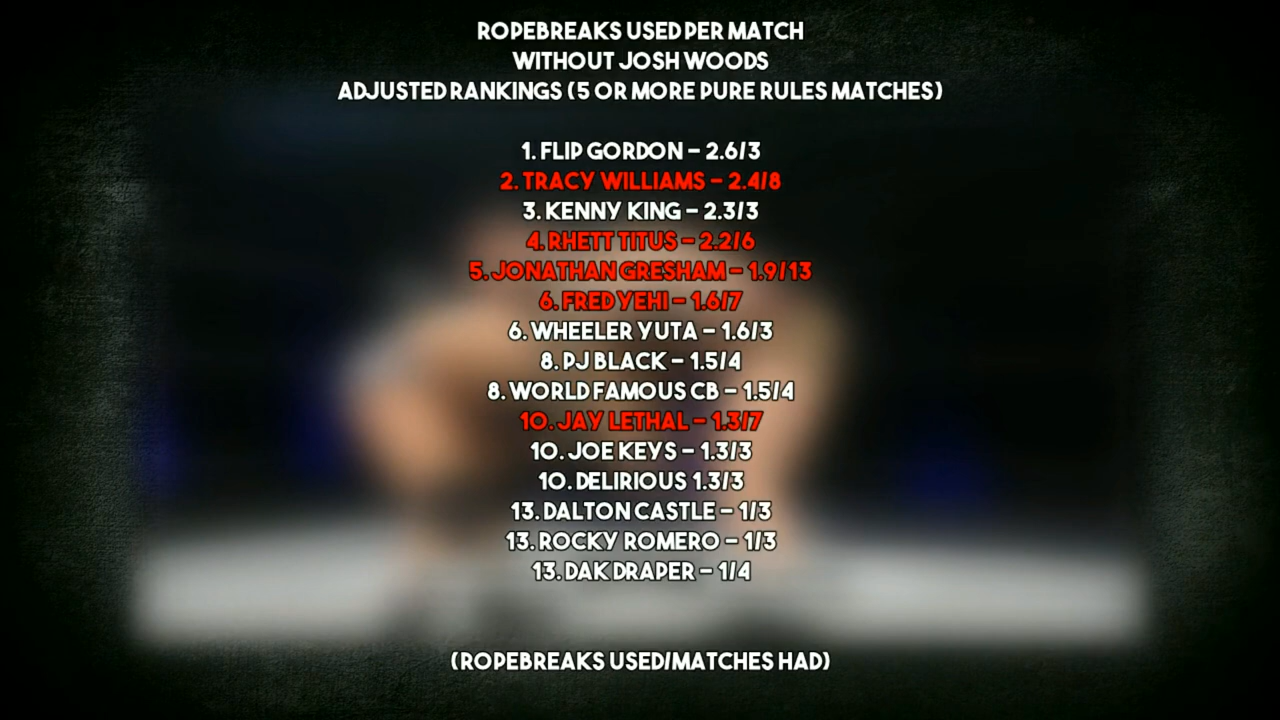 ROPEBREAKS USED PER MATCH
WITHOUT JOSH WOODS
ADJUSTED RANKINGS (5 OR MORE PURE RULES MATCHES)
1. FLIP GORDON – 2.6/3
2. TRACY WILLIAMS – 2.4/8
3. KENNY KING – 2.3/3
4. RHETT TITUS – 2.2/6
5. JONATHAN GRESHAM – 1.9/13
6. FRED YEHI – 1.6/7
6. WHEELER YUTA – 1.6/3
8. PJ BLACK – 1.5/4
8. WORLD FAMOUS CB – 1.5/4
10. JAY LETHAL – 1.3/7
10. JOE KEYS – 1.3/3
10. DELIRIOUS 1.3/3
13. DALTON CASTLE – 1/3
13. ROCKY ROMERO – 1/3
13. DAK DRAPER – 1/4
(ROPEBREAKS USED/MATCHES HAD)